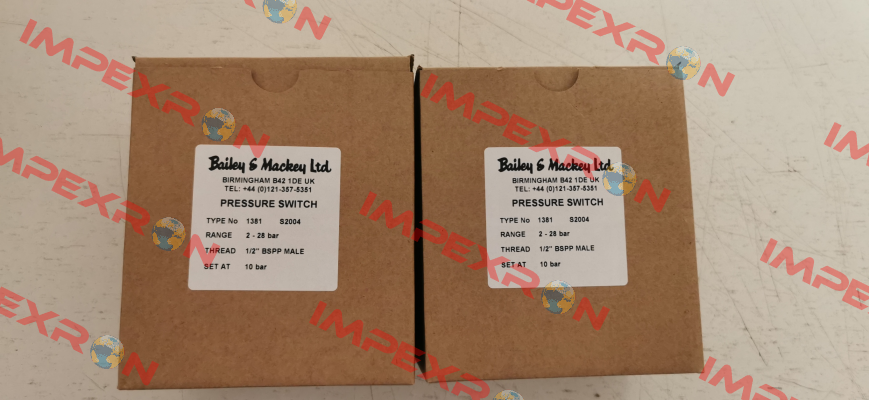 Bailey & Mackey Ltd.
BIRMINGHAM B42 1DE UK
TEL: +44 (0)121-357-5351
PRESSURE SWITCH
TYPE No 1381 S2004
RANGE 2 - 28 bar
THREAD 1/2" BSPP MALE
SET AT 10 bar
Bailey & Mackey Ltd
BIRMINGHAM B42 1DE UK
TEL: +44 (0)121-357-5351
PRESSURE SWITCH
TYPE No 1381 S2004
RANGE 2 - 28 bar
THREAD 1/2" BSPP MALE
SET AT 10 bar
IMPEXRON
IMPEXRON
IMPEXRON
IMPEXRON
IMPEXRON